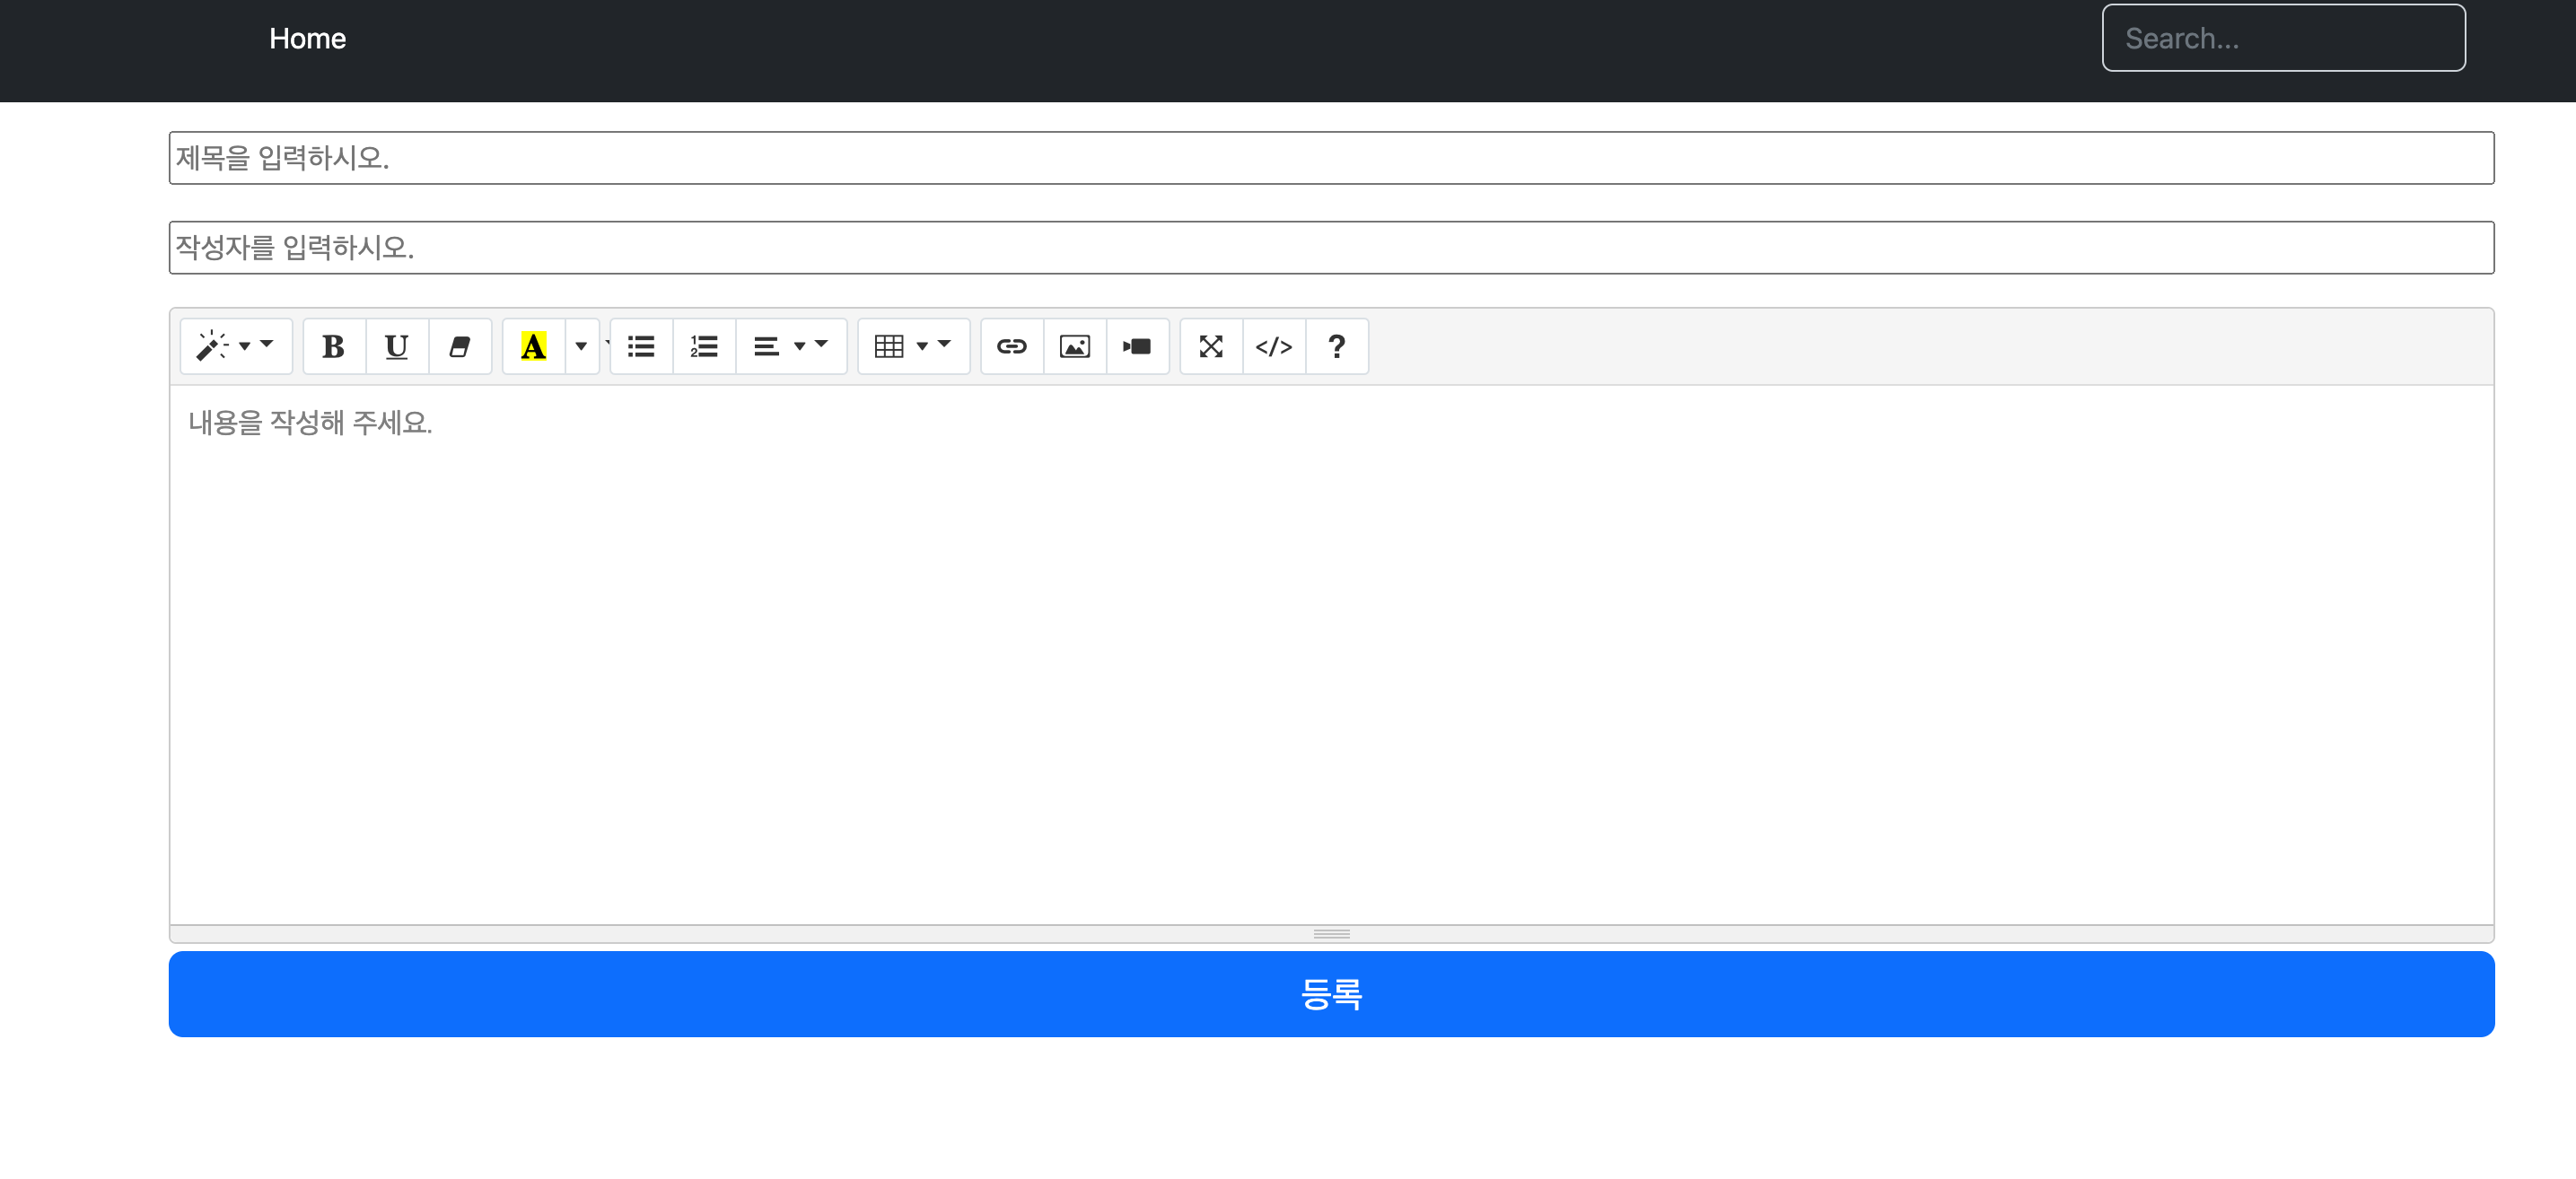 Home
Search...
제목을 입력하시오.
작성자를 입력하시오.
B U A </> ?
내용을 작성해 주세요.
등록